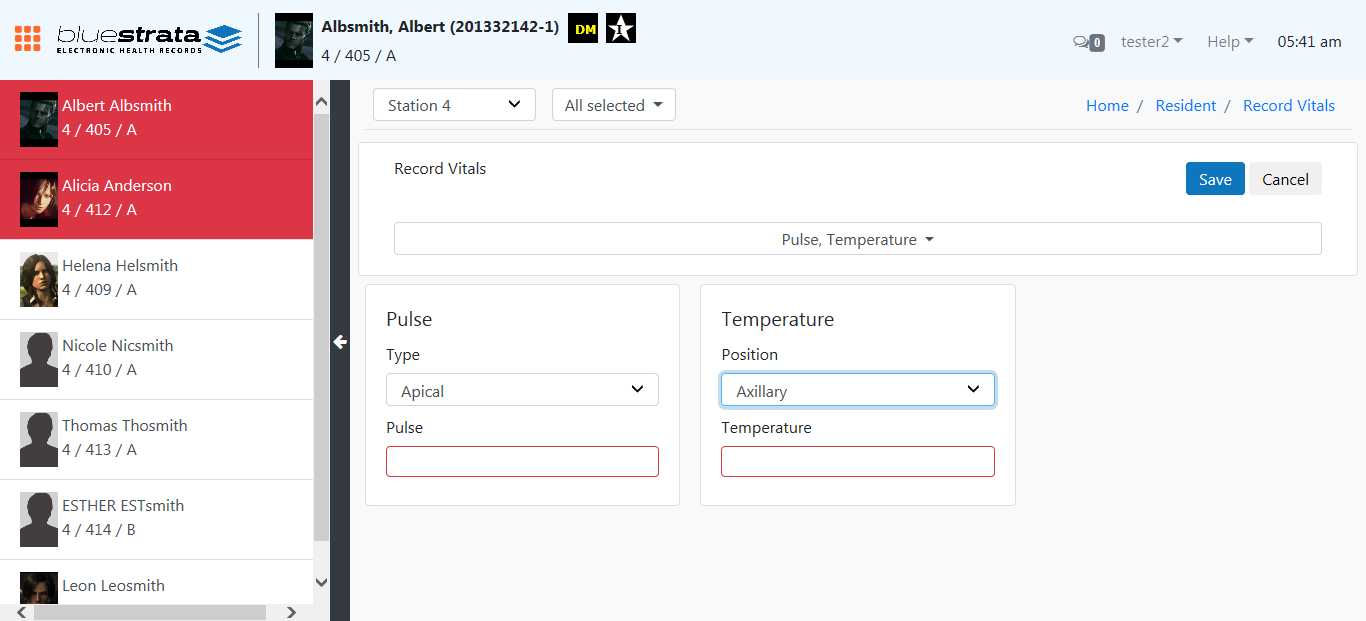 bluestrata
ELECTRONIC HEALTH RECORDS
Albsmith, Albert (201332142-1)
DM
1
4 / 405 / A
0
tester2
Help
05:41 am
Albert Albsmith
4 / 405 / A
Alicia Anderson
4 / 412 / A
Helena Helsmith
4 / 409 / A
Nicole Nicsmith
4 / 410 / A
Thomas Thosmith
4 / 413 / A
ESTHER ESTsmith
4 / 414 / B
Leon Leosmith
Station 4
All selected
Home / Resident / Record Vitals
Record Vitals
Save
Cancel
Pulse, Temperature
Pulse
Type
Apical
Pulse
Temperature
Position
Axillary
Temperature